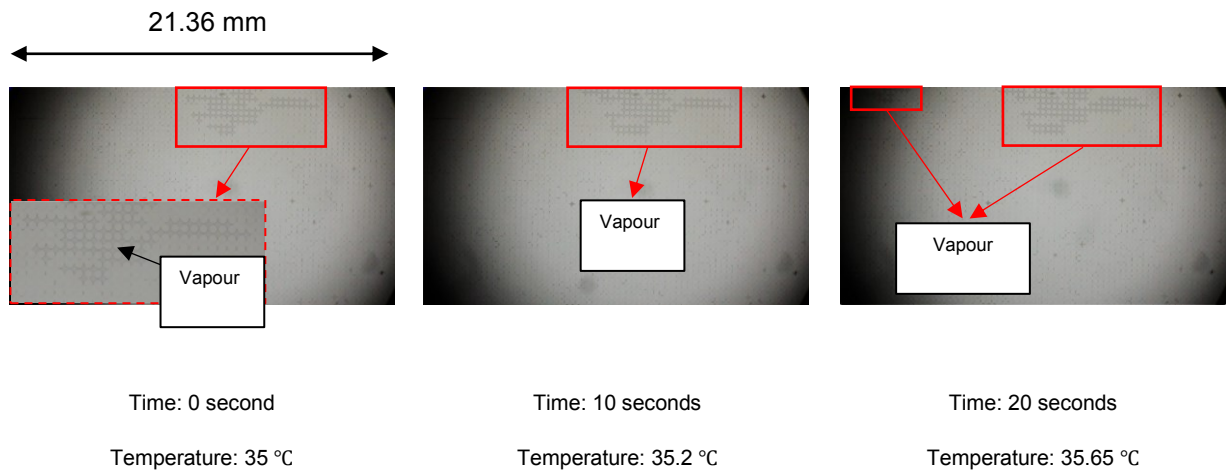 21.36 mm
Vapour
Vapour
Vapour
Time: 0 second
Time: 10 seconds
Time: 20 seconds
Temperature: 35 ℃
Temperature: 35.2 ℃
Temperature: 35.65 ℃